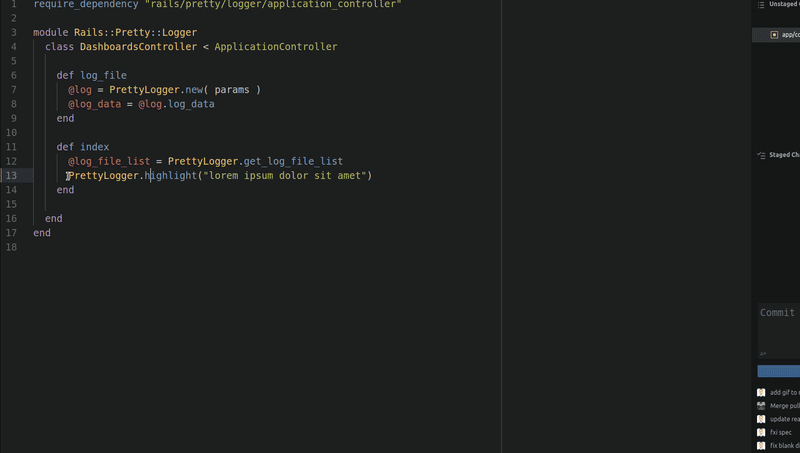 1 require_dependency "rails/pretty/logger/application_controller"
2
3 module Rails::Pretty::Logger
4 class DashboardsController < ApplicationController
5
6 def log_file
7 @log = PrettyLogger.new( params )
8 @log_data = @log.log_data
9 end
10
11 def index
12 @log_file_list = PrettyLogger.get_log_file_list
13 PrettyLogger.highlight("lorem ipsum dolor sit amet")
14 end
15
16 end
17 end
18
Unstaged
app/co
Staged Cha
Commit
add gif to
Merge pull
update rea
fxi spec
fix blank d